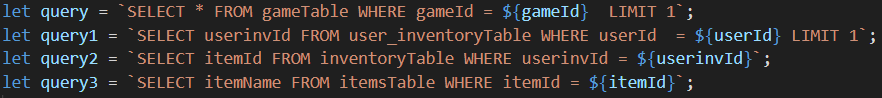 let query = `SELECT * FROM gameTable WHERE gameId = ${gameId}  LIMIT 1`;
let query1 = `SELECT userinvId FROM user_inventoryTable WHERE userId  = ${userId} LIMIT 1`;
let query2 = `SELECT itemId FROM inventoryTable WHERE userinvId = ${userinvId}`;
let query3 = `SELECT itemName FROM itemsTable WHERE itemId = ${itemId}`;